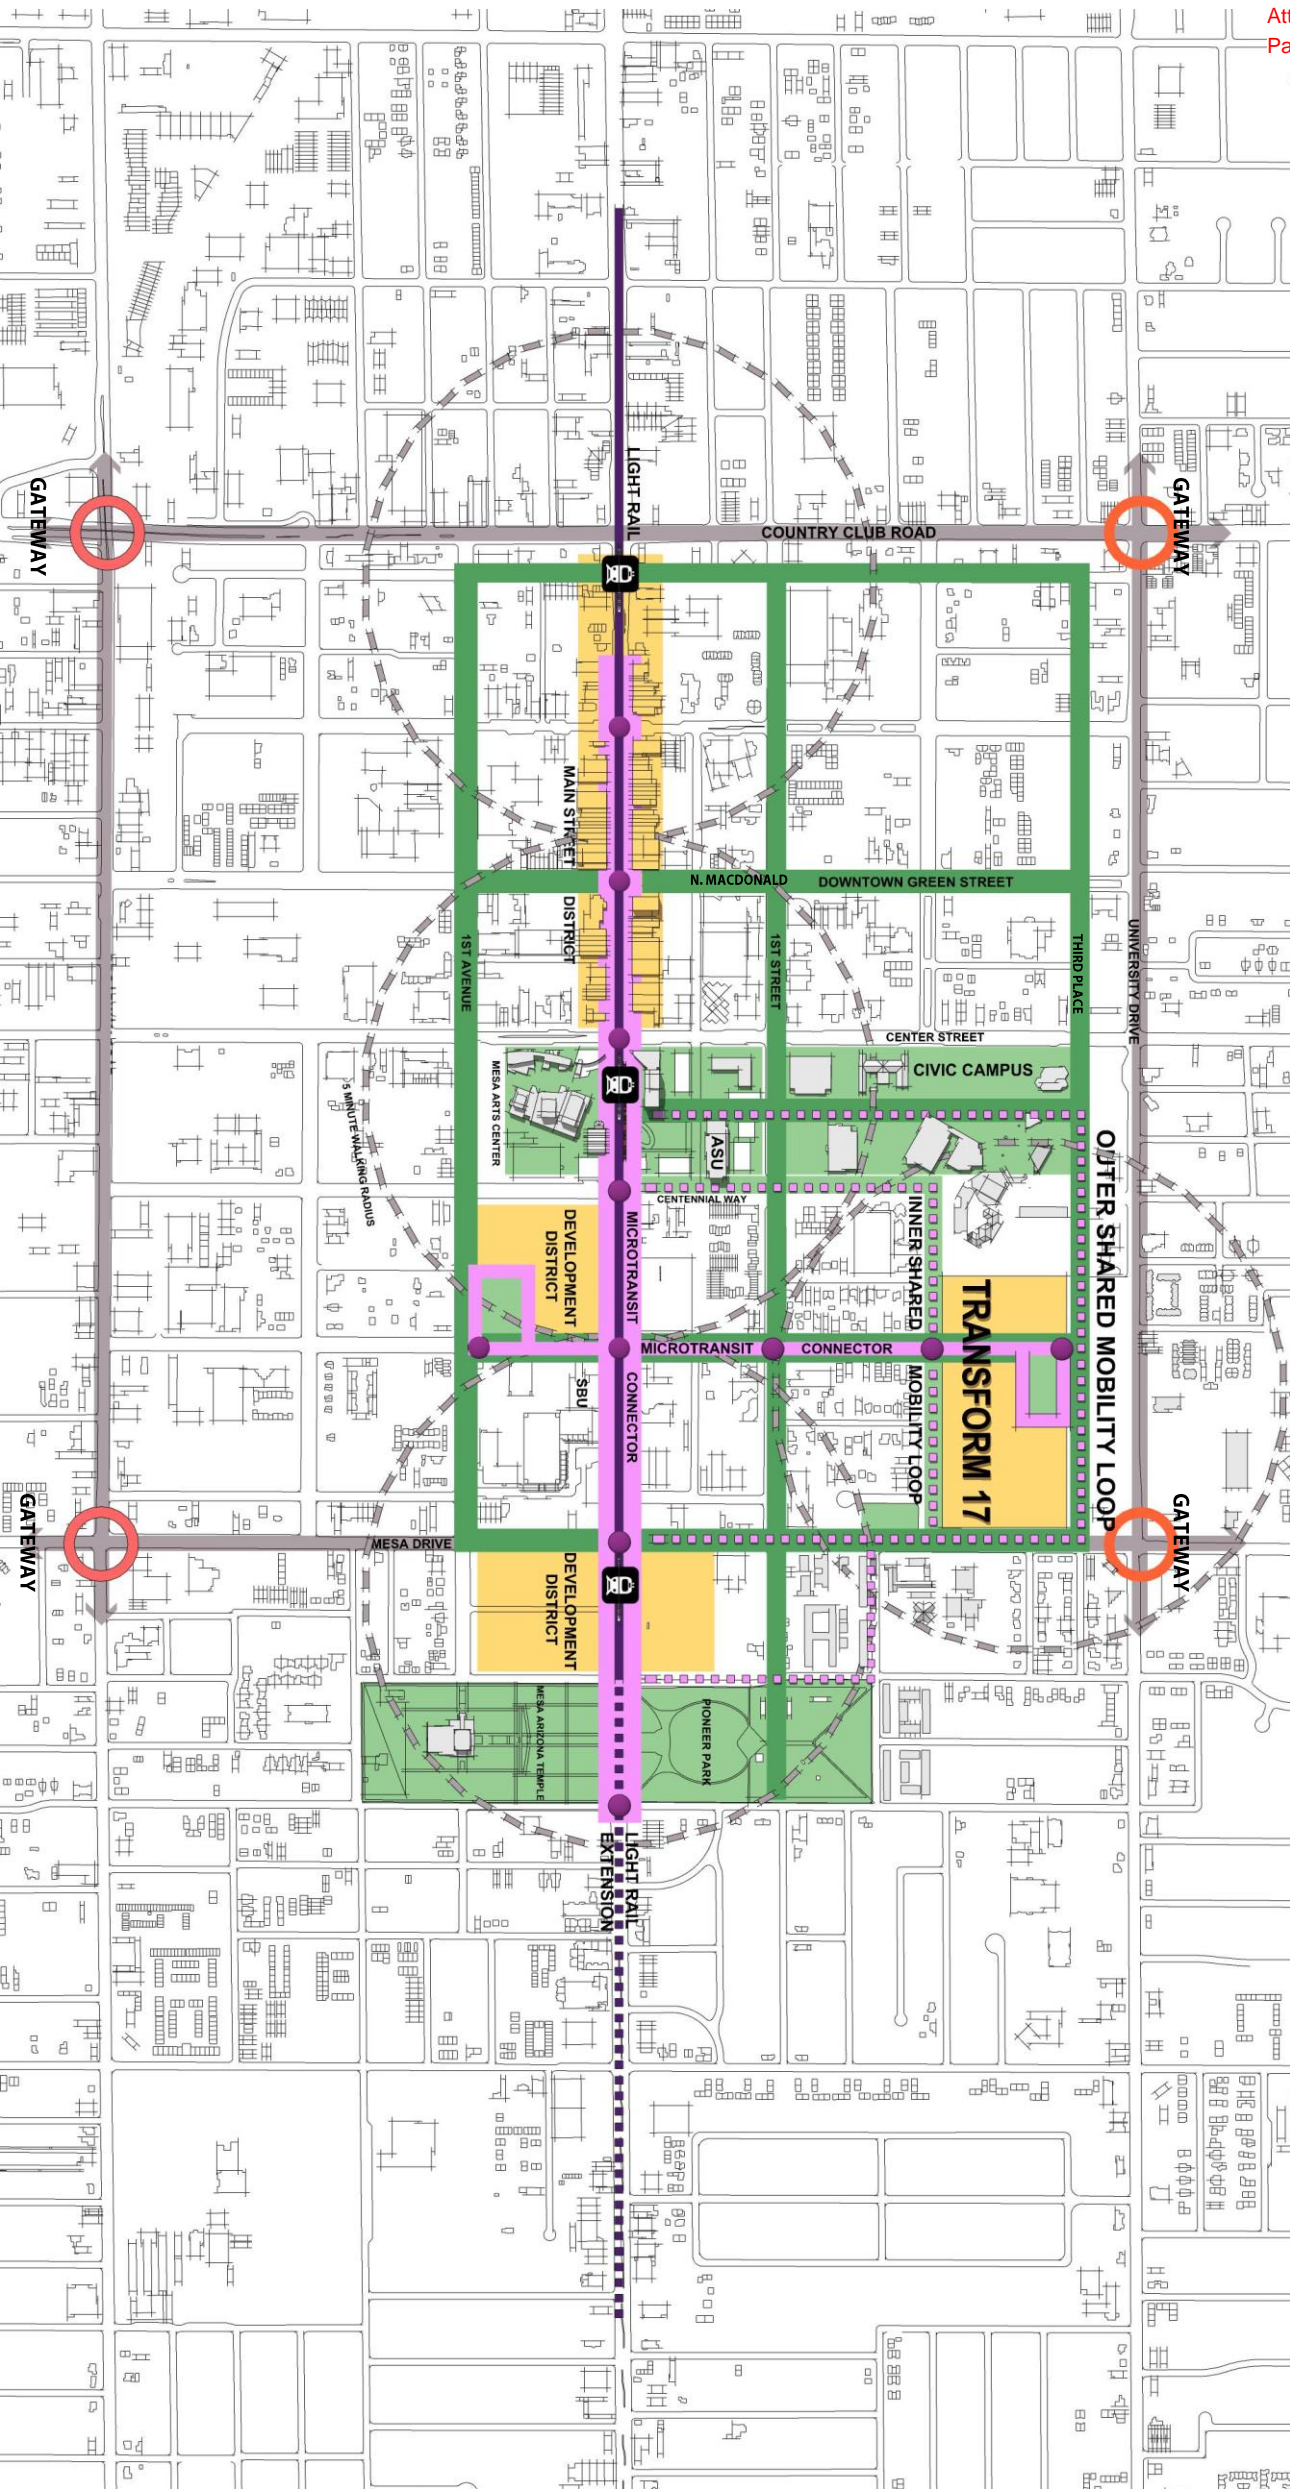 Att
Pa
LIGHT RAIL
GATEWAY
GATEWAY
COUNTRY CLUB ROAD
MAIN STREET
DISTRICT
N. MACDONALD
DOWNTOWN GREEN STREET
1ST AVENUE
1ST STREET
THIRD PLACE
UNIVERSITY DRIVE
CENTER STREET
MESA ARTS CENTER
CIVIC CAMPUS
5 MINUTE WALKING RADIUS
ASU
OUTER SHARED MOBILITY LOOP
CENTENNIAL WAY
DEVELOPMENT
DISTRICT
MICROTRANSIT
CONNECTOR
INNER SHARED
MOBILITY LOOP
TRANSFORM 17
MICROTRANSIT
CONNECTOR
SBU
GATEWAY
GATEWAY
MESA DRIVE
DEVELOPMENT
DISTRICT
MESA ARIZONA TEMPLE
PIONEER PARK
LIGHT RAIL
EXTENSION